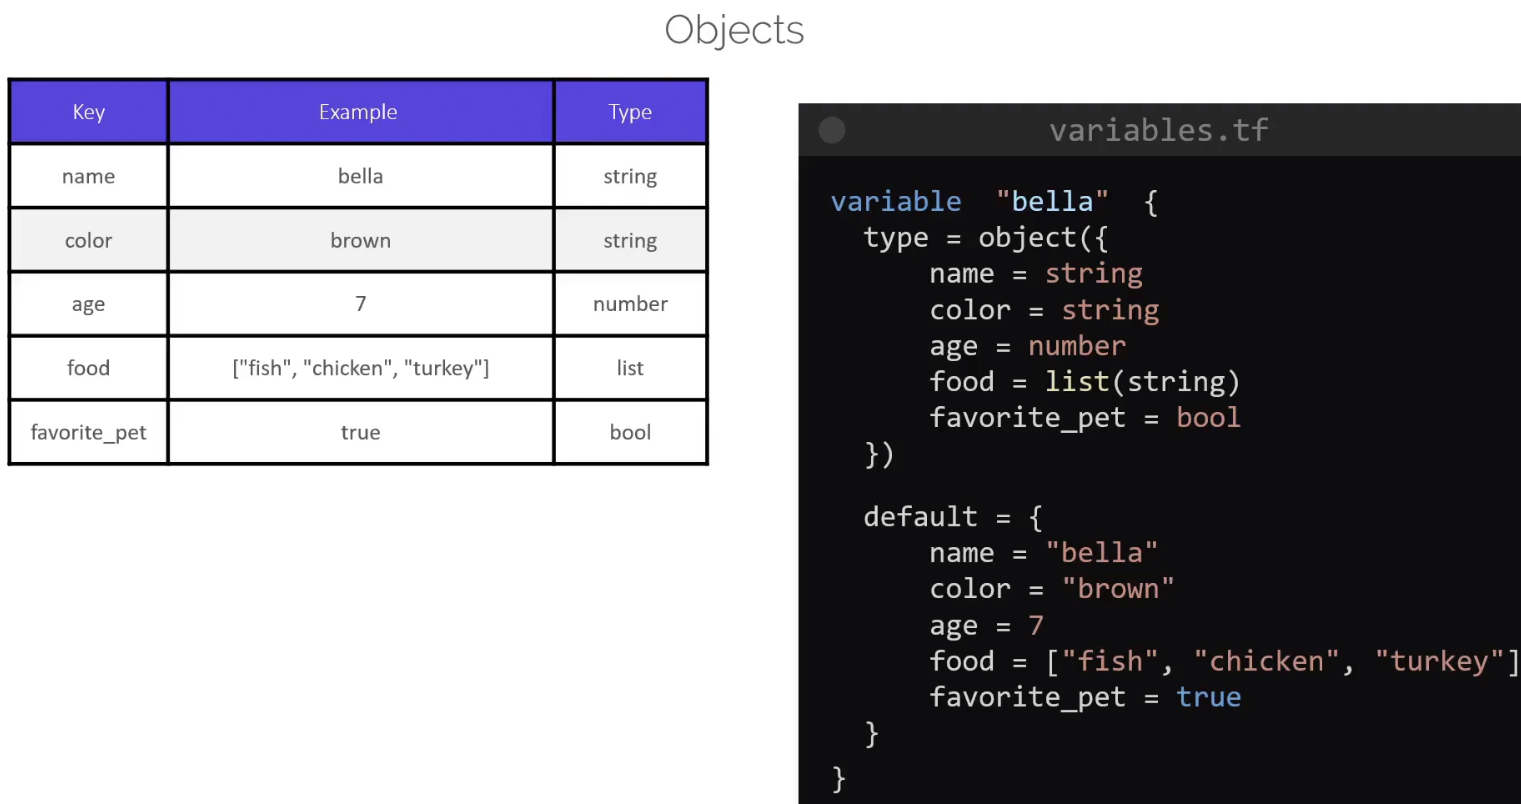 Objects
Key Example Type
name bella string
color brown string
age 7 number
food ["fish", "chicken", "turkey"] list
favorite_pet true bool
variables.tf
variable "bella" {
type = object({
name = string
color = string
age = number
food = list(string)
favorite_pet = bool
})
default = {
name = "bella"
color = "brown"
age = 7
food = ["fish", "chicken", "turkey"]
favorite_pet = true
}
}